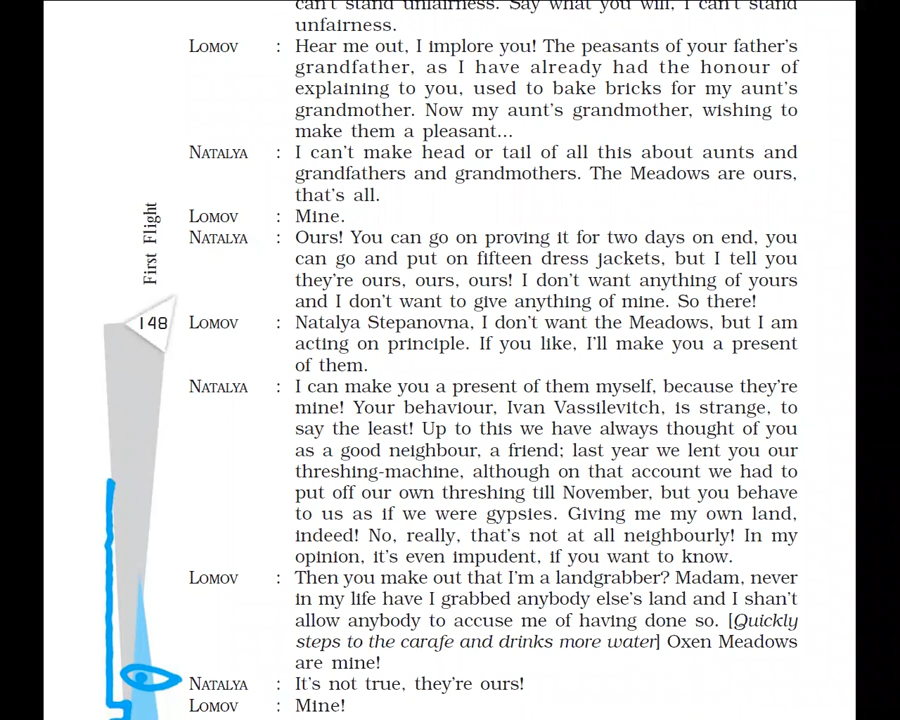 can't stand unfairness. Say what you will, I can't stand
unfairness.
LOMOV : Hear me out, I implore you! The peasants of your father's
grandfather, as I have already had the honour of
explaining to you, used to bake bricks for my aunt's
grandmother. Now my aunt's grandmother, wishing to
make them a pleasant...
NATALYA : I can't make head or tail of all this about aunts and
grandfathers and grandmothers. The Meadows are ours,
that's all.
LOMOV : Mine.
NATALYA : Ours! You can go on proving it for two days on end, you
can go and put on fifteen dress jackets, but I tell you
they're ours, ours, ours! I don't want anything of yours
and I don't want to give anything of mine. So there!
LOMOV : Natalya Stepanovna, I don't want the Meadows, but I am
acting on principle. If you like, I'll make you a present
of them.
NATALYA : I can make you a present of them myself, because they're
mine! Your behaviour, Ivan Vassilevitch, is strange, to
say the least! Up to this we have always thought of you
as a good neighbour, a friend; last year we lent you our
threshing-machine, although on that account we had to
put off our own threshing till November, but you behave
to us as if we were gypsies. Giving me my own land,
indeed! No, really, that's not at all neighbourly! In my
opinion, it's even impudent, if you want to know.
LOMOV : Then you make out that I'm a landgrabber? Madam, never
in my life have I grabbed anybody else's land and I shan't
allow anybody to accuse me of having done so. [Quickly
steps to the carafe and drinks more water] Oxen Meadows
are mine!
NATALYA : It's not true, they're ours!
LOMOV : Mine!
First Flight
148